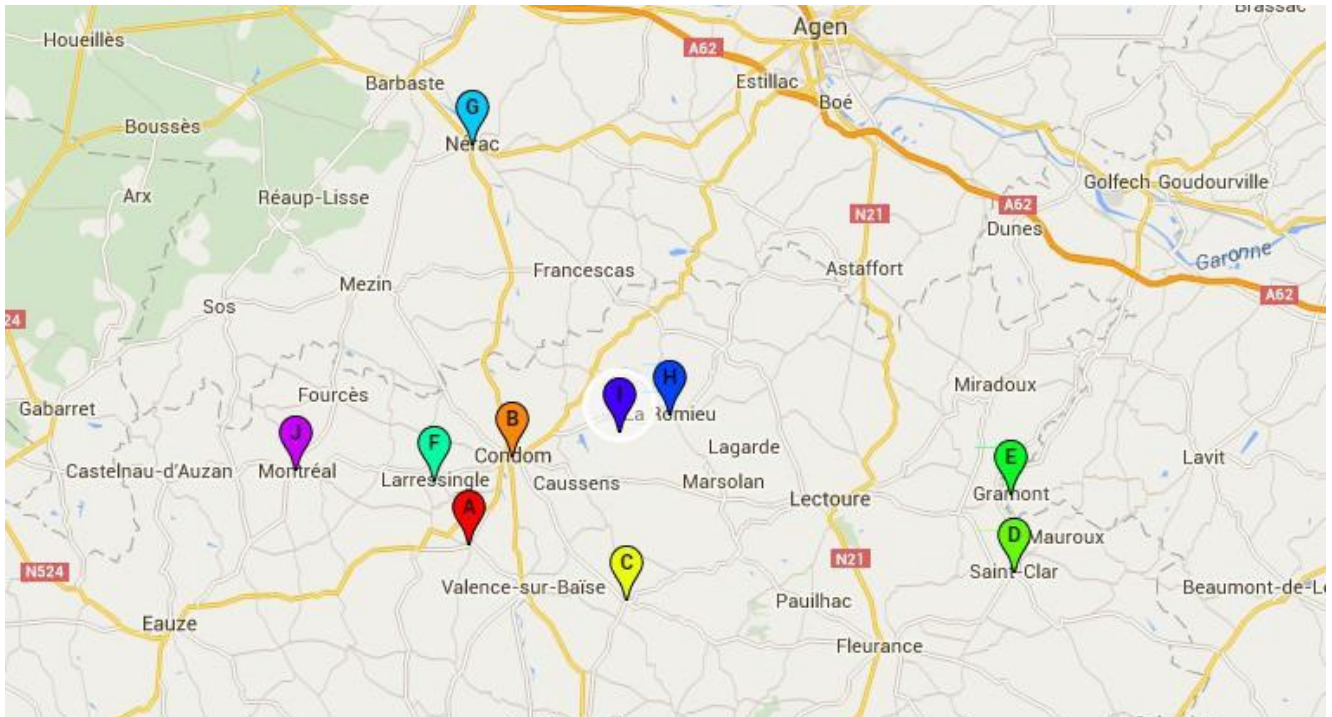 Brassac
Agen
Houeillès
A62
Estillac
Barbaste
Boé
G
Boussès
Nérac
Golfech
Goudourville
Arx
Réaup-Lisse
A62
N21
Dunes
Garonne
Francescas
Astaffort
Mezin
A62
Sos
24
H
Miradoux
Fourcès
I
Gabarret
La Romieu
B
J
F
Lagarde
Condom
E
Lavit
Castelnau-d'Auzan
Montréal
Larressingle
Caussens
Marsolan
Lectoure
Gramont
A
D
Mauroux
N21
C
N524
Saint-Clar
Valence-sur-Baïse
Beaumont-de-Lo
Pauilhac
Eauze
Fleurance